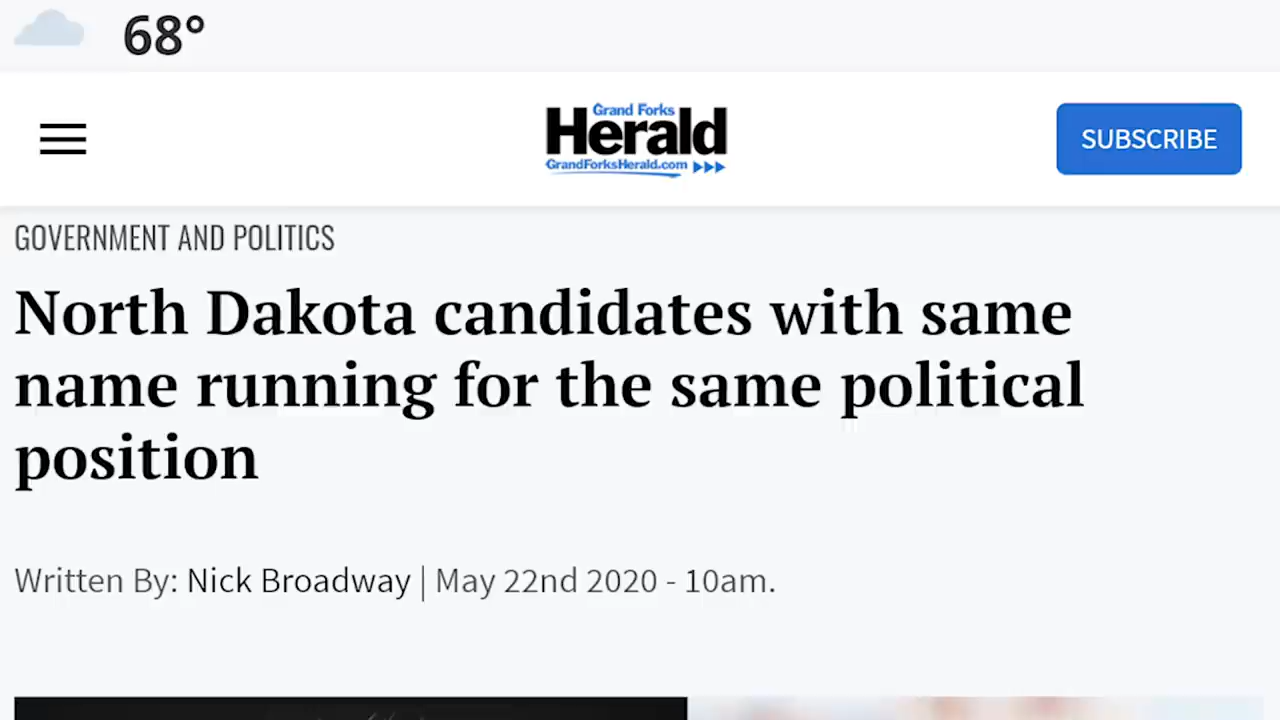 68°
Grand Forks
Herald
GrandForksHerald.com
SUBSCRIBE
GOVERNMENT AND POLITICS
North Dakota candidates with same
name running for the same political
position
Written By: Nick Broadway | May 22nd 2020 - 10am.